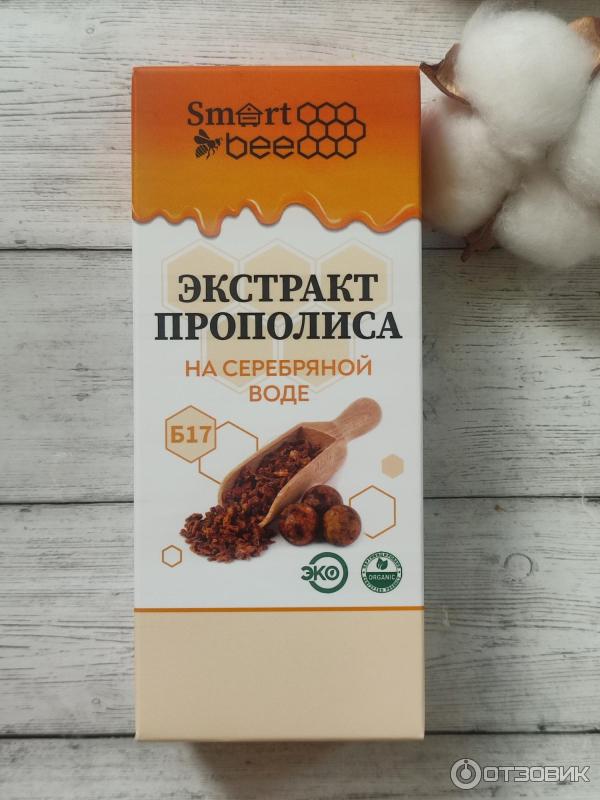 Smart
bee
ЭКСТРАКТ
ПРОПОЛИСА
НА СЕРЕБРЯНОЙ
ВОДЕ
Б17
ЭКО
ORGANIC
ОТЗОВИК